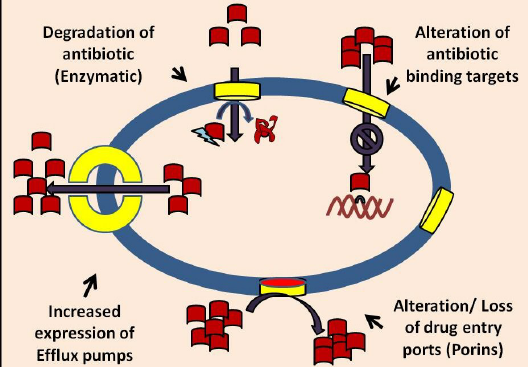 Degradation of
antibiotic
(Enzymatic)
Alteration of
antibiotic
binding targets
Increased
expression of
Efflux pumps
Alteration/ Loss
of drug entry
ports (Porins)